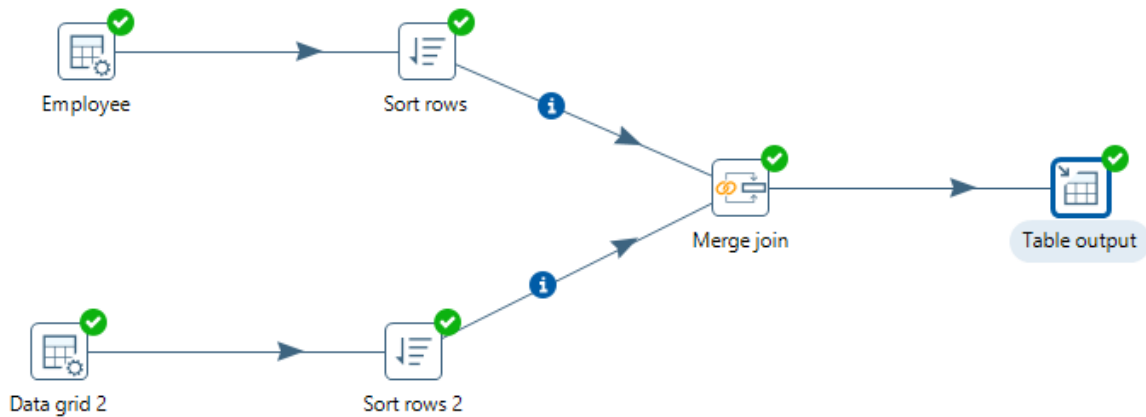 Employee
Sort rows
Merge join
Table output
Data grid 2
Sort rows 2